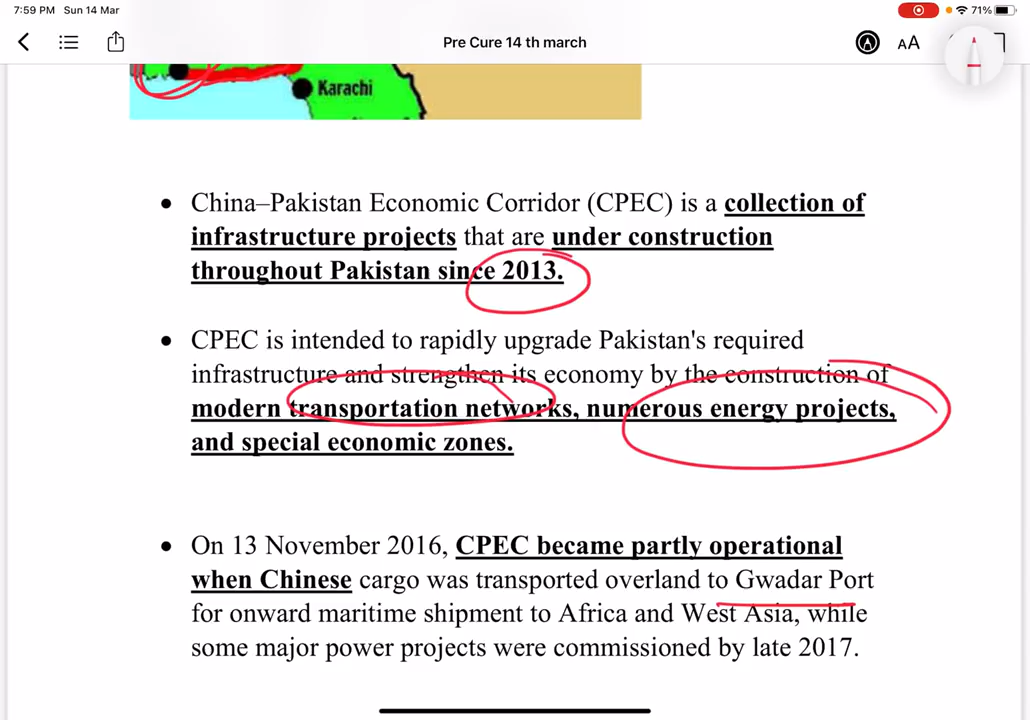 7:59 PM Sun 14 Mar
71%
Pre Cure 14 th march
AA
Karachi
• China–Pakistan Economic Corridor (CPEC) is a collection of
infrastructure projects that are under construction
throughout Pakistan since 2013.
• CPEC is intended to rapidly upgrade Pakistan's required
infrastructure and strengthen its economy by the construction of
modern transportation networks, numerous energy projects,
and special economic zones.
• On 13 November 2016, CPEC became partly operational
when Chinese cargo was transported overland to Gwadar Port
for onward maritime shipment to Africa and West Asia, while
some major power projects were commissioned by late 2017.